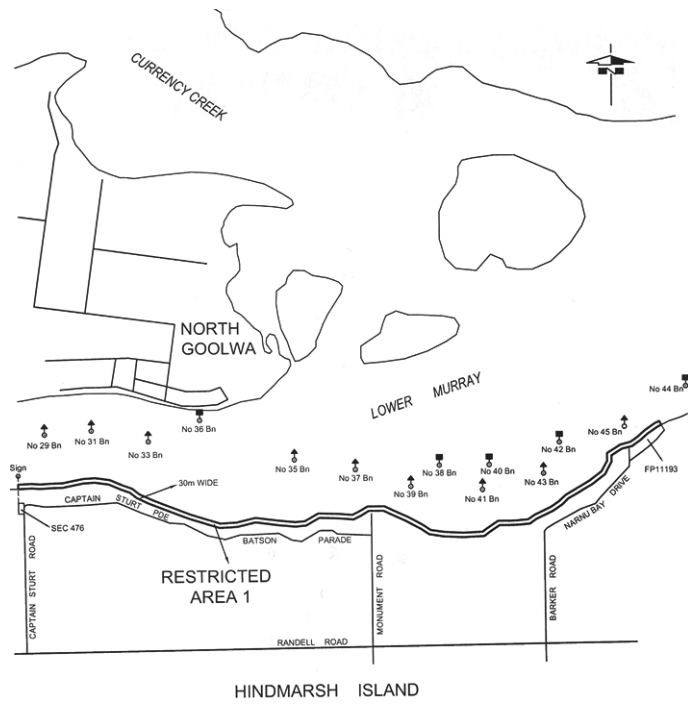 CURRENCY CREEK
NORTH
GOOLWA
LOWER MURRAY
No 44 Bn
No 36 Bn
No 45 Bn
No 29 Bn
No 31 Bn
No 33 Bn
No 42 Bn
No 35 Bn
No 37 Bn
No 38 Bn
No 40 Bn
No 43 Bn
No 39 Bn
No 41 Bn
Sign
30m WIDE
FP11193
CAPTAIN STURT PDE
SEC 476
NARNU BAY DRIVE
BATSON PARADE
RESTRICTED
AREA 1
CAPTAIN STURT ROAD
MONUMENT ROAD
BARKER ROAD
RANDELL ROAD
HINDMARSH ISLAND